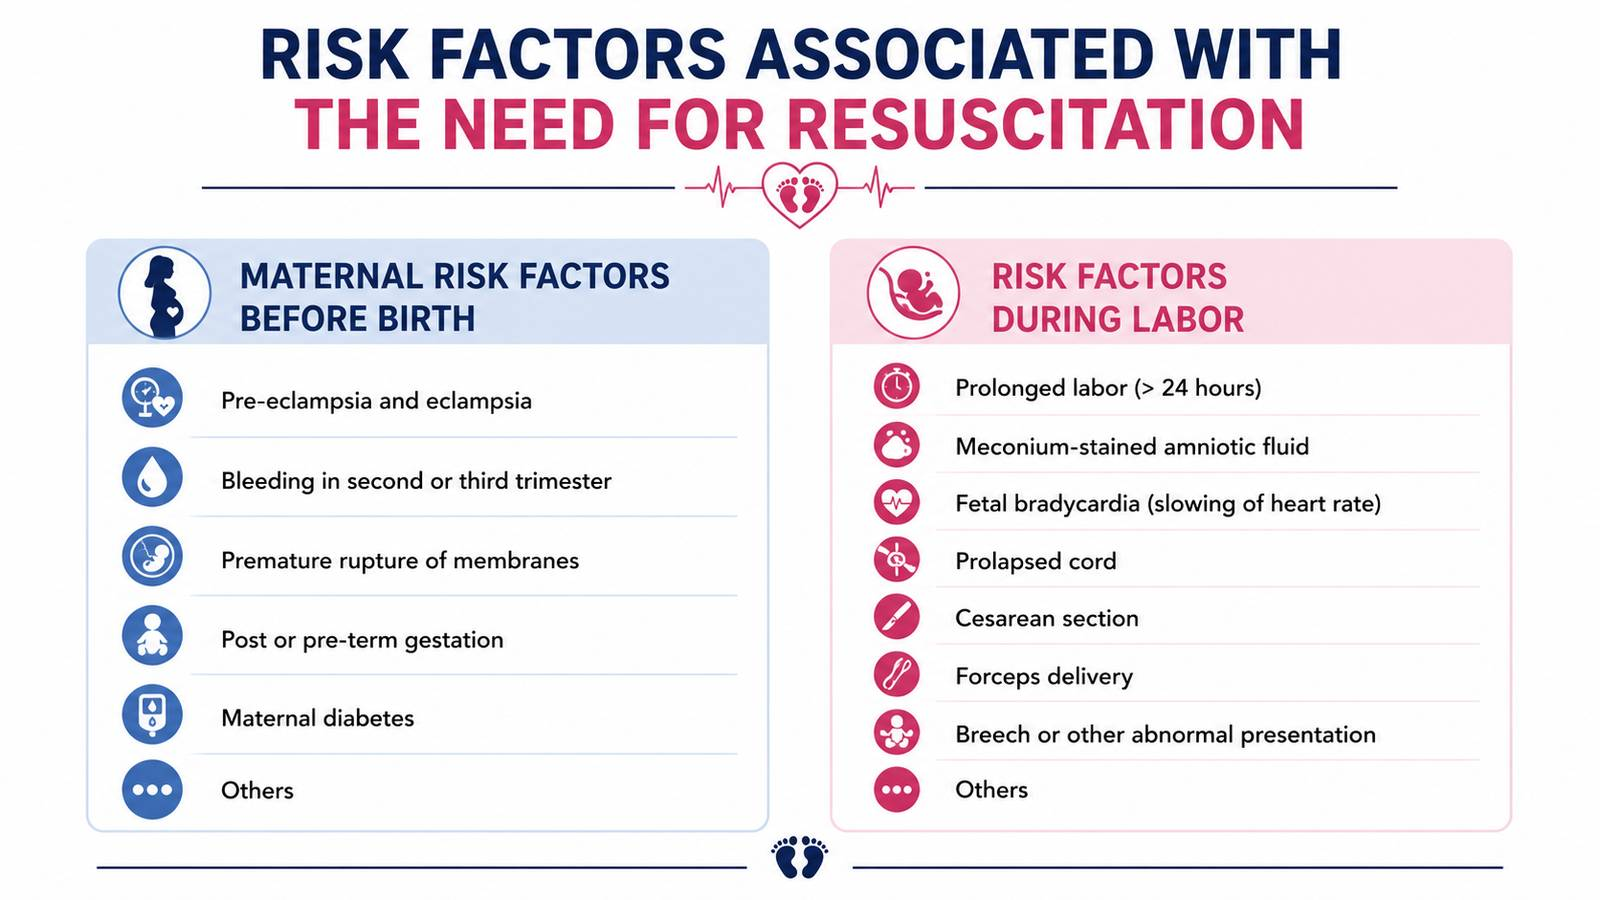 RISK FACTORS ASSOCIATED WITH
THE NEED FOR RESUSCITATION
MATERNAL RISK FACTORS
BEFORE BIRTH
Pre-eclampsia and eclampsia
Bleeding in second or third trimester
Premature rupture of membranes
Post or pre-term gestation
Maternal diabetes
Others
RISK FACTORS
DURING LABOR
Prolonged labor (> 24 hours)
Meconium-stained amniotic fluid
Fetal bradycardia (slowing of heart rate)
Prolapsed cord
Cesarean section
Forceps delivery
Breech or other abnormal presentation
Others